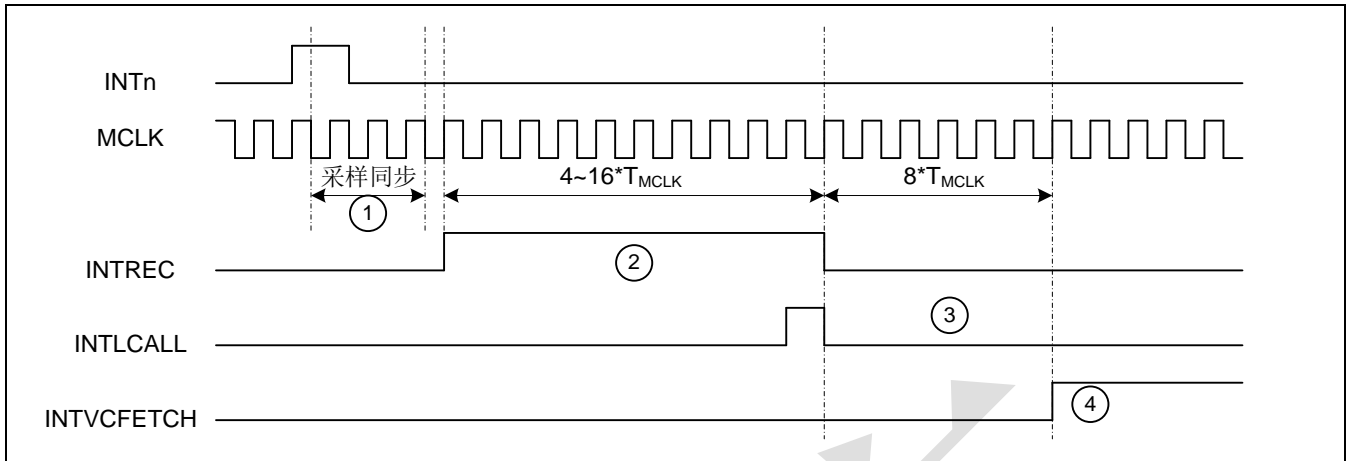 INTn
MCLK
采样同步
4~16*TMCLK
8*TMCLK
1
INTREC
2
INTLCALL
3
INTVCFETCH
4